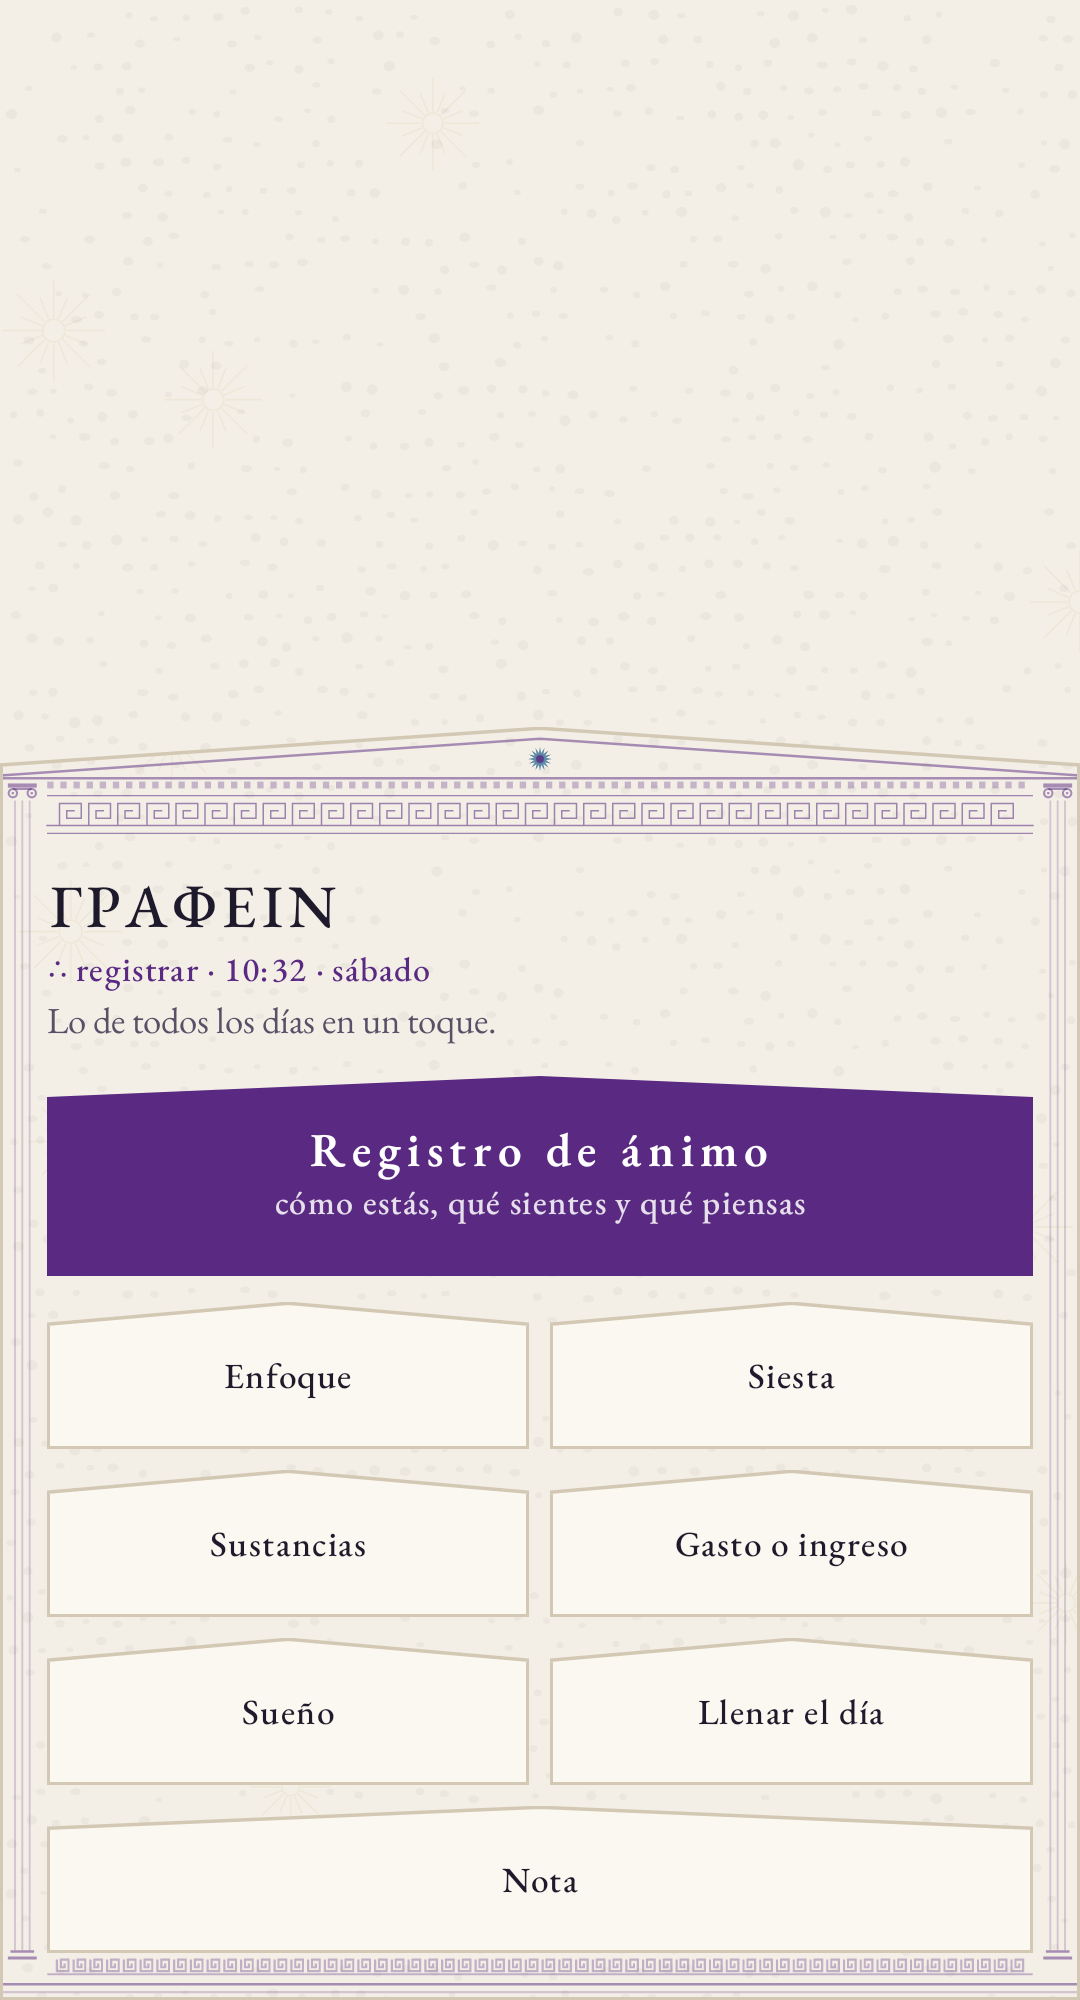 ΓΡΑΦΕΙΝ
∴ registrar · 10:32 · sábado
Lo de todos los días en un toque.
Registro de ánimo
cómo estás, qué sientes y qué piensas
Enfoque
Siesta
Sustancias
Gasto o ingreso
Sueño
Llenar el día
Nota